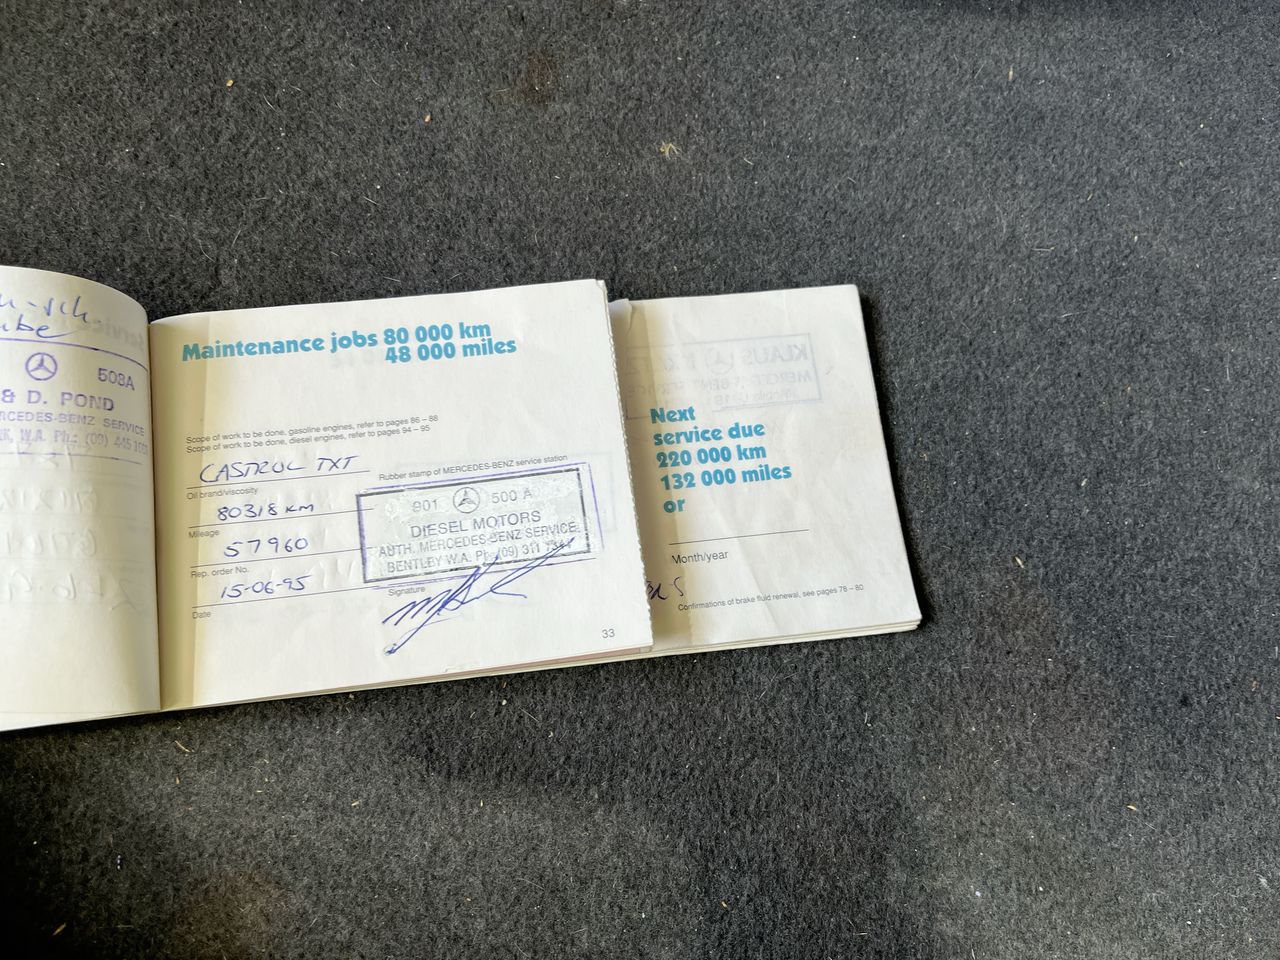 508A
& D. POND
MERCEDES-BENZ SERVICE
W.A. Ph: (09) 445
Maintenance jobs 80 000 km
48 000 miles
Scope of work to be done, gasoline engines, refer to pages 86 – 88
Scope of work to be done, diesel engines, refer to pages 94 – 95
CASTROL TXT
Oil brand/viscosity
80318 KM
Mileage
57960
Rep. order No.
15-06-95
Date
Rubber stamp of MERCEDES-BENZ service station
901 500 A
DIESEL MOTORS
AUTH. MERCEDES-BENZ SERVICE
BENTLEY W.A. Ph: (09) 311
Signature
33
Next
service due
220 000 km
132 000 miles
or
Month/year
Confirmations of brake fluid renewal, see pages 78 – 80